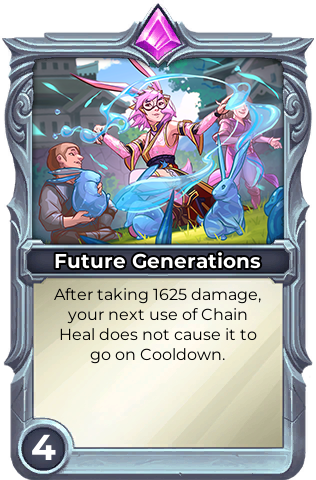 Future Generations
After taking 1625 damage,
your next use of Chain
Heal does not cause it to
go on Cooldown.
4